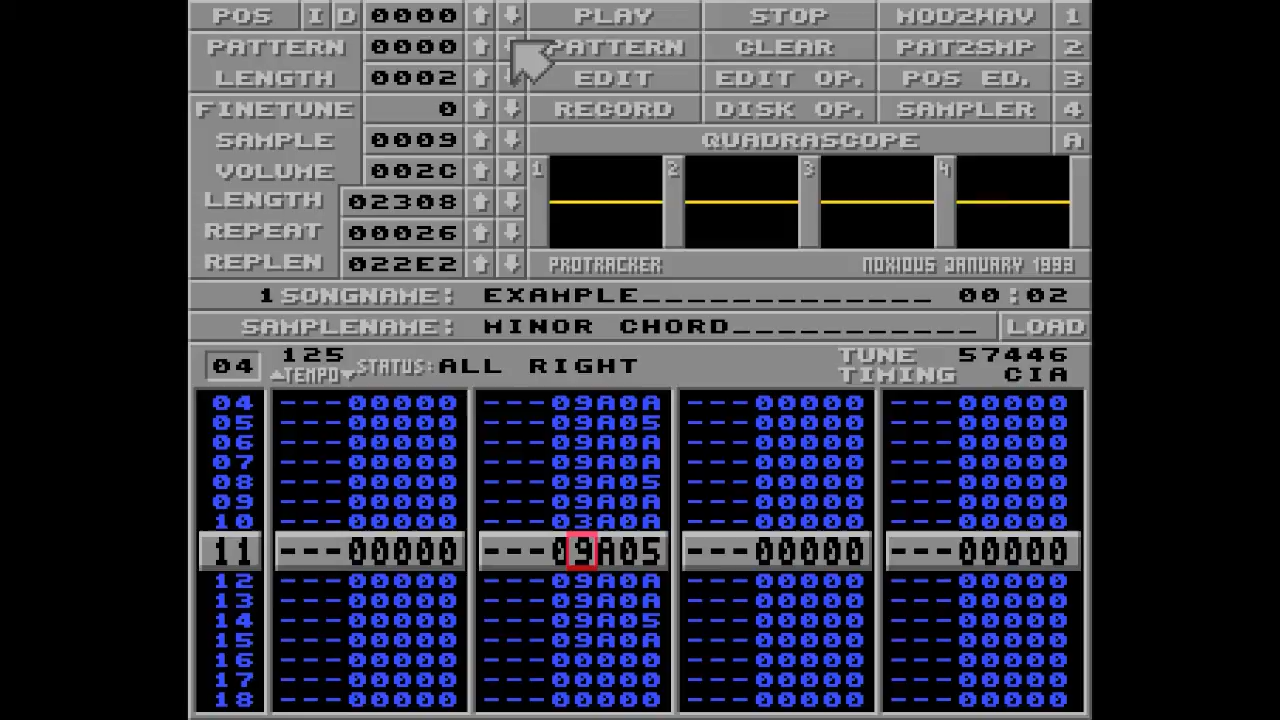 POS I D 0000 PLAY STOP MOD2WAV 1
PATTERN 0000 PATTERN CLEAR PAT2SMP 2
LENGTH 0002 EDIT EDIT OP. POS ED. 3
FINETUNE 0 RECORD DISK OP. SAMPLER 4
SAMPLE 0009 QUADRASCOPE A
VOLUME 002C 1 2 3 4
LENGTH 02308
REPEAT 00026
REPLEN 022E2 PROTRACKER NOXIOUS JANUARY 1993
1 SONGNAME: EXAMPLE_______________ 00:02
SAMPLENAME: MINOR CHORD___________ LOAD
04 125 TEMPO STATUS: ALL RIGHT TUNE 57446
TIMING CIA
04 ---00000 ---09A0A ---00000 ---00000
05 ---00000 ---09A05 ---00000 ---00000
06 ---00000 ---09A0A ---00000 ---00000
07 ---00000 ---09A0A ---00000 ---00000
08 ---00000 ---09A05 ---00000 ---00000
09 ---00000 ---09A0A ---00000 ---00000
10 ---00000 ---03A0A ---00000 ---00000
11 ---00000 ---09A05 ---00000 ---00000
12 ---00000 ---09A0A ---00000 ---00000
13 ---00000 ---09A0A ---00000 ---00000
14 ---00000 ---09A05 ---00000 ---00000
15 ---00000 ---09A0A ---00000 ---00000
16 ---00000 ---00000 ---00000 ---00000
17 ---00000 ---00000 ---00000 ---00000
18 ---00000 ---00000 ---00000 ---00000